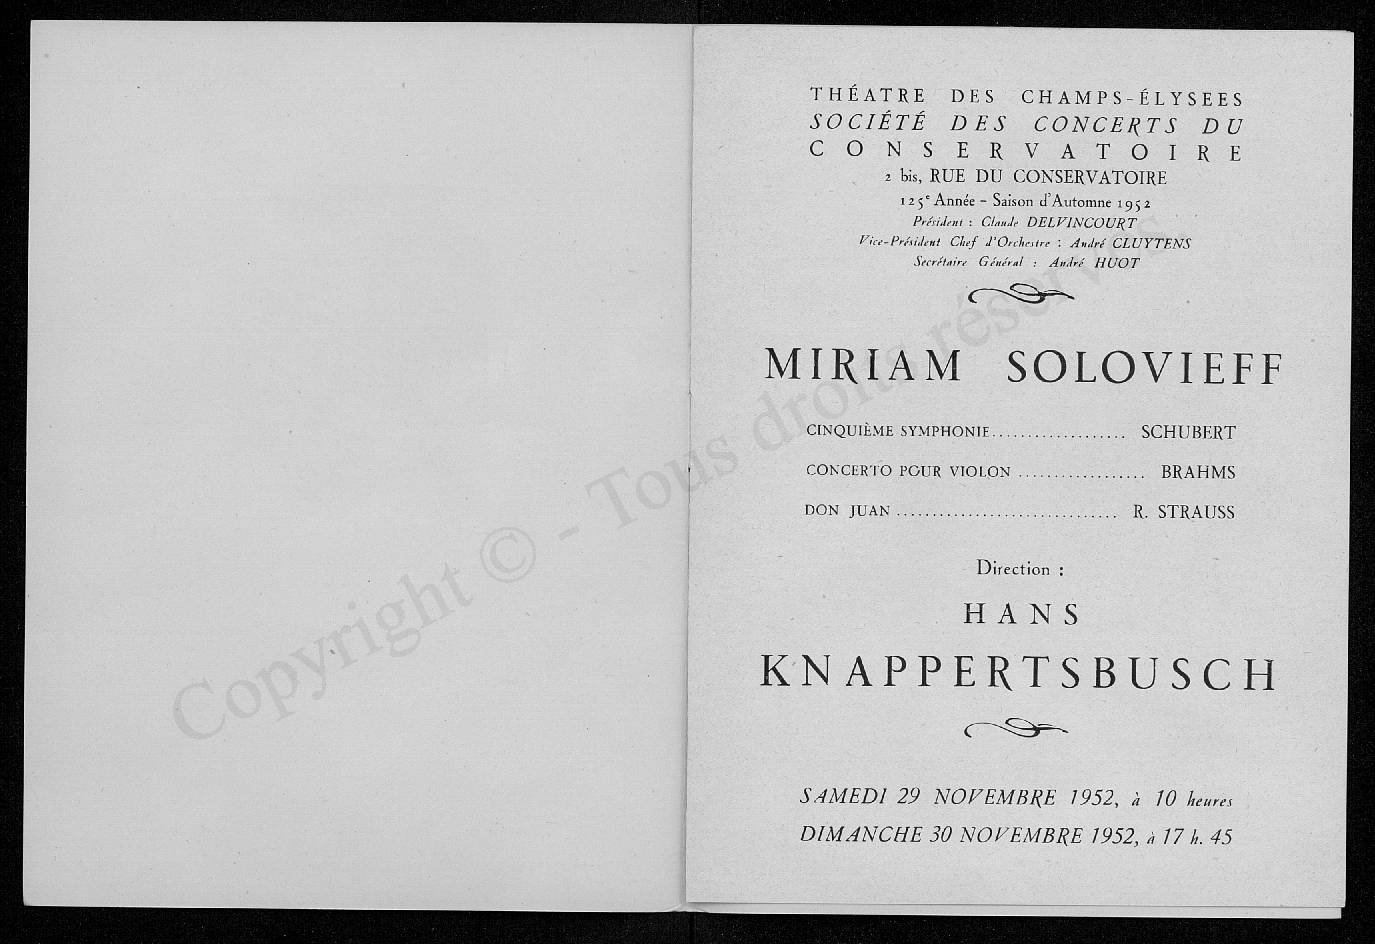 THÉATRE DES CHAMPS-ÉLYSEES
SOCIÉTÉ DES CONCERTS DU
CONSERVATOIRE
2 bis, RUE DU CONSERVATOIRE
125e Année - Saison d'Automne 1952
Président : Claude DELVINCOURT
Vice-Président Chef d'Orchestre : André CLUYTENS
Secrétaire Général : André HUOT
MIRIAM SOLOVIEFF
CINQUIÈME SYMPHONIE................... SCHUBERT
CONCERTO POUR VIOLON .................. BRAHMS
DON JUAN ............................... R. STRAUSS
Direction :
HANS
KNAPPERTSBUSCH
SAMEDI 29 NOVEMBRE 1952, à 10 heures
DIMANCHE 30 NOVEMBRE 1952, à 17 h. 45
Copyright © - Tous droits réservés.